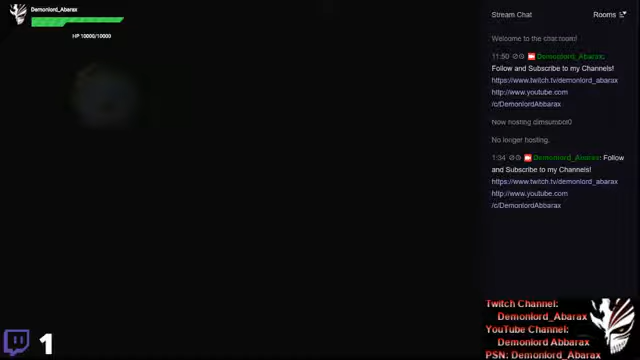 Demonlord_Abarax
HP 10000/10000
Stream Chat
Rooms
Welcome to the chat room!
11:50 Demonlord_Abarax:
Follow and Subscribe to my Channels!
https://www.twitch.tv/demonlord_abarax
http://www.youtube.com
/c/DemonlordAbbarax
Now hosting dimsumbor0
No longer hosting.
1:34 Demonlord_Abarax: Follow
and Subscribe to my Channels!
https://www.twitch.tv/demonlord_abarax
http://www.youtube.com
/c/DemonlordAbbarax
1
Twitch Channel:
Demonlord_Abarax
YouTube Channel:
Demonlord Abbarax
PSN: Demonlord_Abarax